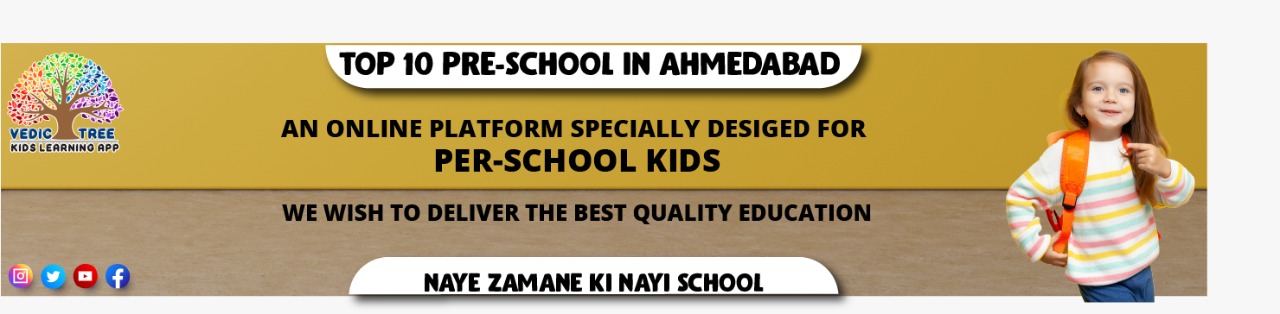 TOP 10 PRE-SCHOOL IN AHMEDABAD
VEDIC TREE
KIDS LEARNING APP
AN ONLINE PLATFORM SPECIALLY DESIGED FOR
PER-SCHOOL KIDS
WE WISH TO DELIVER THE BEST QUALITY EDUCATION
NAYE ZAMANE KI NAYI SCHOOL